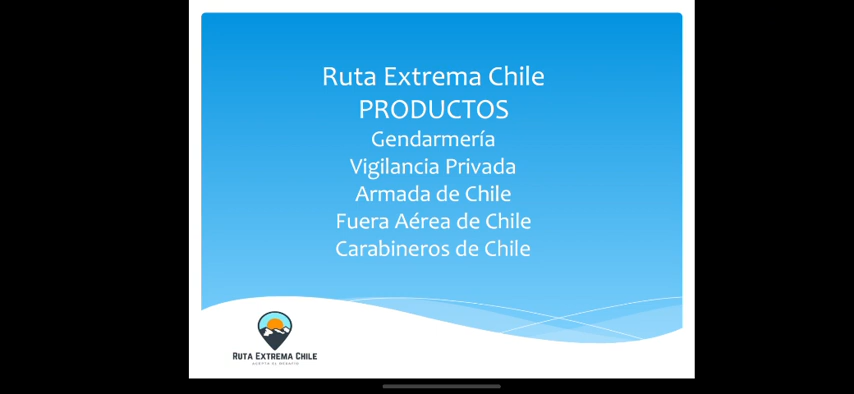 Ruta Extrema Chile
PRODUCTOS
Gendarmería
Vigilancia Privada
Armada de Chile
Fuera Aérea de Chile
Carabineros de Chile
RUTA EXTREMA CHILE